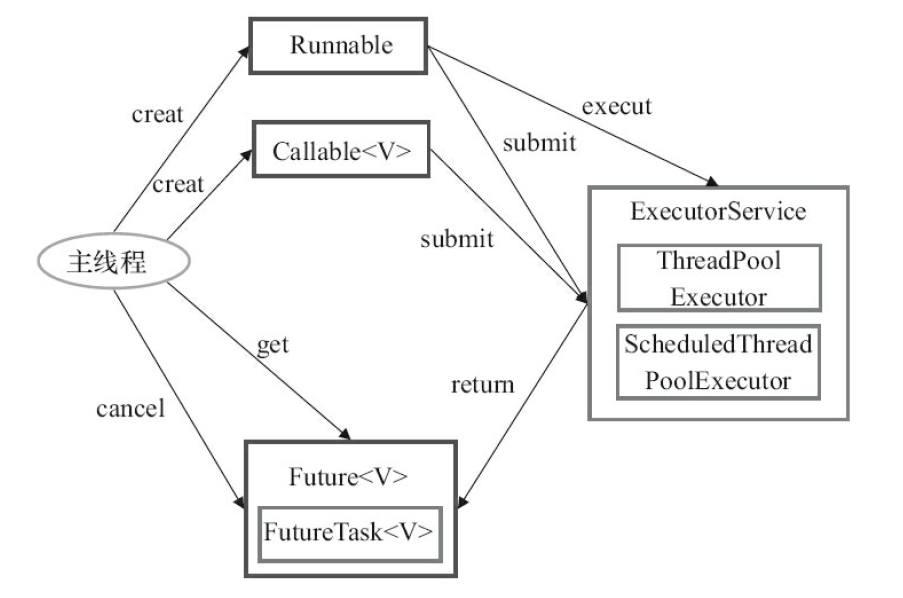 Runnable
execut
creat
submit
Callable<V>
creat
ExecutorService
submit
主线程
ThreadPool
Executor
get
ScheduledThread
PoolExecutor
return
cancel
Future<V>
FutureTask<V>